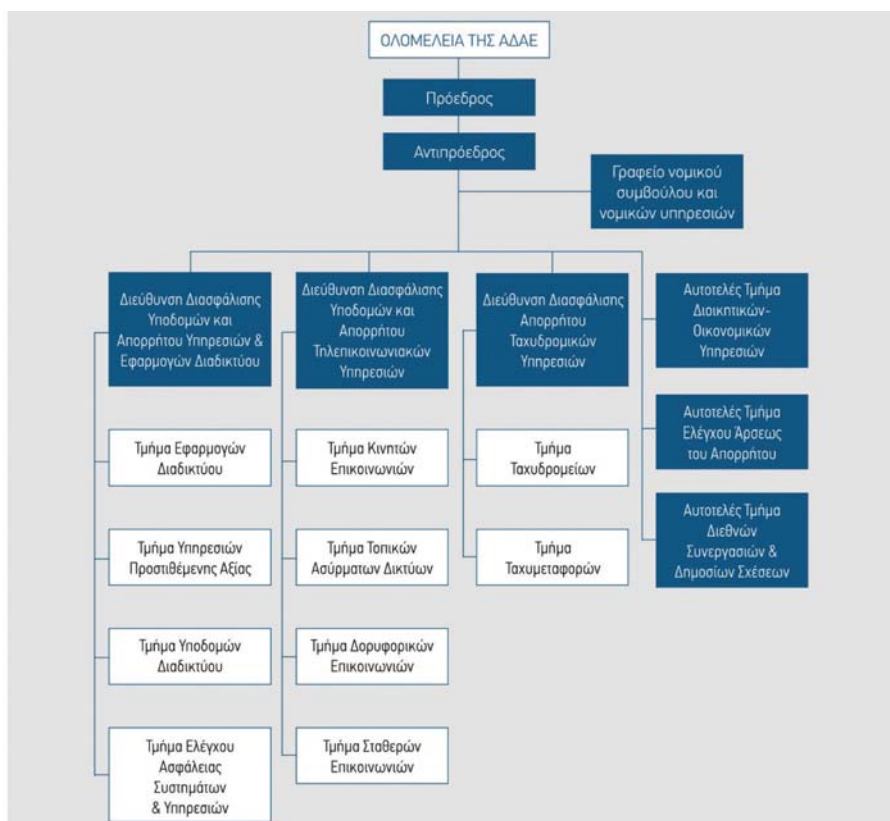 ΟΛΟΜΕΛΕΙΑ ΤΗΣ ΑΔΑΕ
Πρόεδρος
Αντιπρόεδρος
Γραφείο νομικού
συμβούλου και
νομικών υπηρεσιών
Διεύθυνση Διασφάλισης
Υποδομών και
Απορρήτου Υπηρεσιών &
Εφαρμογών Διαδικτύου
Τμήμα Εφαρμογών
Διαδικτύου
Τμήμα Υπηρεσιών
Προστιθέμενης Αξίας
Τμήμα Υποδομών
Διαδικτύου
Τμήμα Ελέγχου
Ασφάλειας
Συστημάτων
& Υπηρεσιών
Διεύθυνση Διασφάλισης
Υποδομών και
Απορρήτου
Τηλεπικοινωνιακών
Υπηρεσιών
Τμήμα Κινητών
Επικοινωνιών
Τμήμα Τοπικών
Ασύρματων Δικτύων
Τμήμα Δορυφορικών
Επικοινωνιών
Τμήμα Σταθερών
Επικοινωνιών
Διεύθυνση Διασφάλισης
Απορρήτου
Ταχυδρομικών
Υπηρεσιών
Τμήμα
Ταχυδρομείων
Τμήμα
Ταχυμεταφορών
Αυτοτελές Τμήμα
Διοικητικών-
Οικονομικών
Υπηρεσιών
Αυτοτελές Τμήμα
Ελέγχου Άρσεως
του Απορρήτου
Αυτοτελές Τμήμα
Διεθνών
Συνεργασιών &
Δημοσίων Σχέσεων